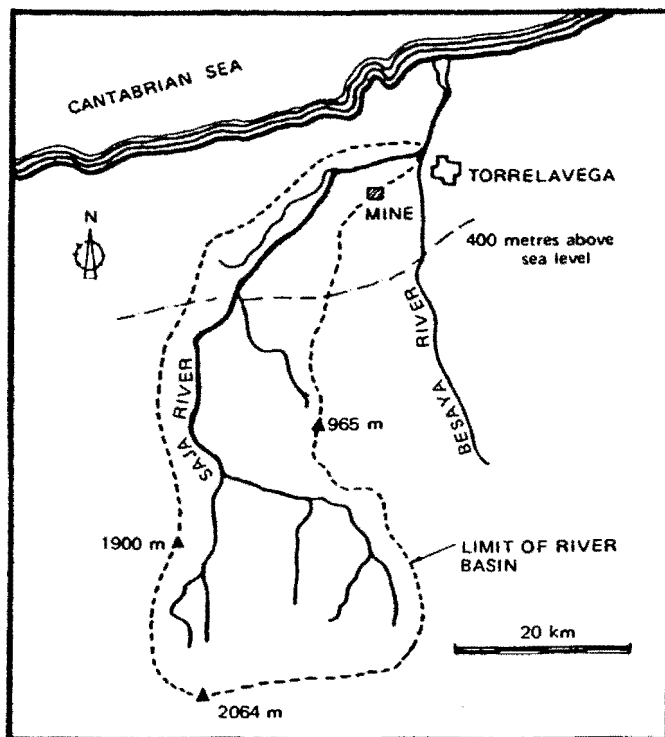 CANTABRIAN SEA
TORRELAVEGA
N
MINE
400 metres above
sea level
BESAYA RIVER
SAJA RIVER
965 m
1900 m
LIMIT OF RIVER
BASIN
20 km
2064 m